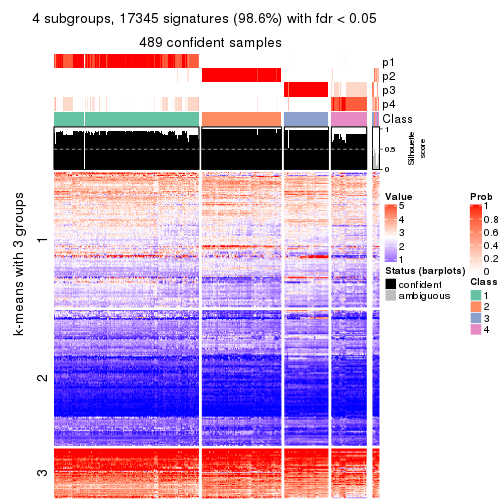 4 subgroups, 17345 signatures (98.6%) with fdr < 0.05
489 confident samples
p1
p2
p3
p4
Class
1
0.5
0
Silhouette
score
k-means with 3 groups
1
2
3
Value
5
4
3
2
1
Status (barplots)
confident
ambiguous
Prob
1
0.8
0.6
0.4
0.2
0
Class
1
2
3
4